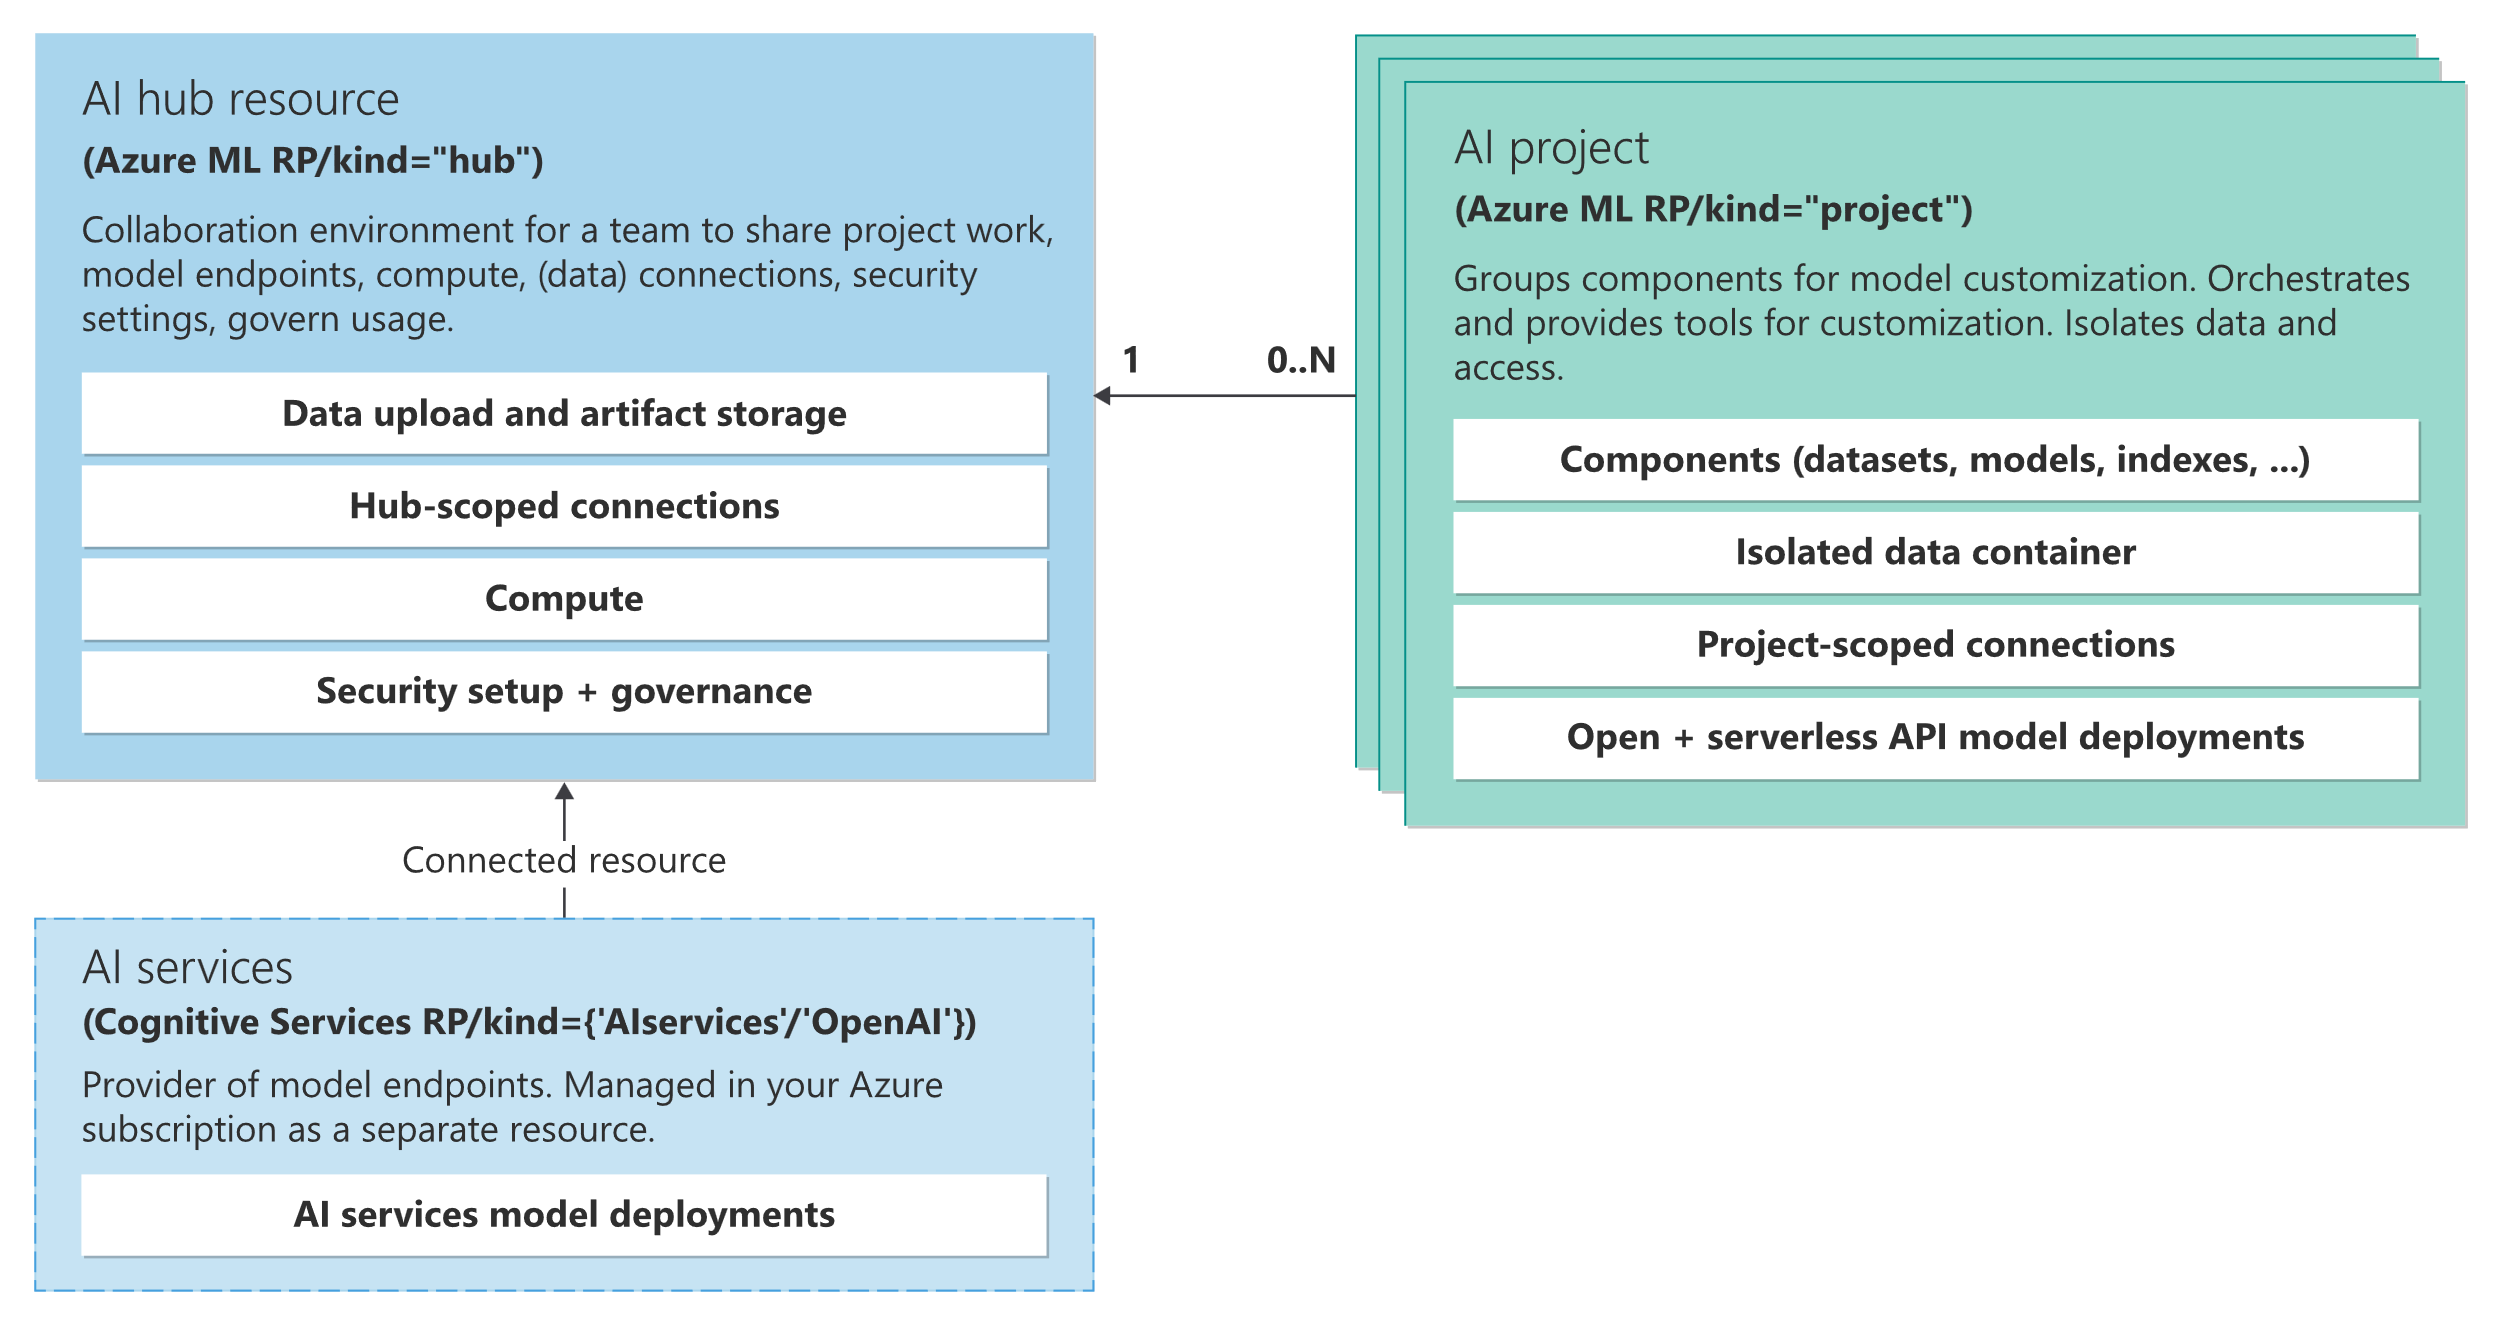 AI hub resource
(Azure ML RP/kind="hub")
Collaboration environment for a team to share project work,
model endpoints, compute, (data) connections, security
settings, govern usage.
Data upload and artifact storage
Hub-scoped connections
Compute
Seurity setup + governance
1
0..N
AI project
(Azure ML RP/kind="project")
Groups components for model customization. Orchestrates
and provides tools for customization. Isolates data and
access.
Components (datasets, models, indexes, ...)
Isolated data container
Project-scoped connections
Open + serverless API model deployments
Connected resource
AI services
(Cognitive Services RP/kind={'AIservices'/'OpenAI'})
Provider of model endpoints. Managed in your Azure
subscription as a separate resource.
AI services model deployments